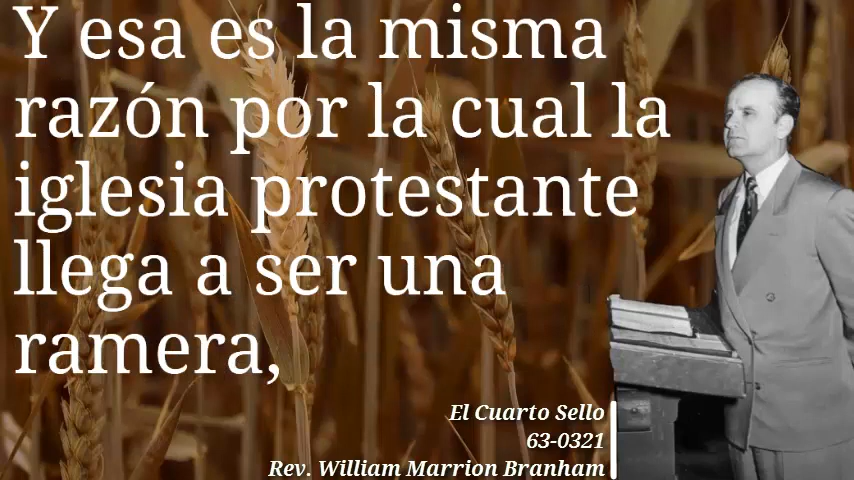 Y esa es la misma
razón por la cual la
iglesia protestante
llega a ser una
ramera,
El Cuarto Sello
63-0321
Rev. William Marrion Branham